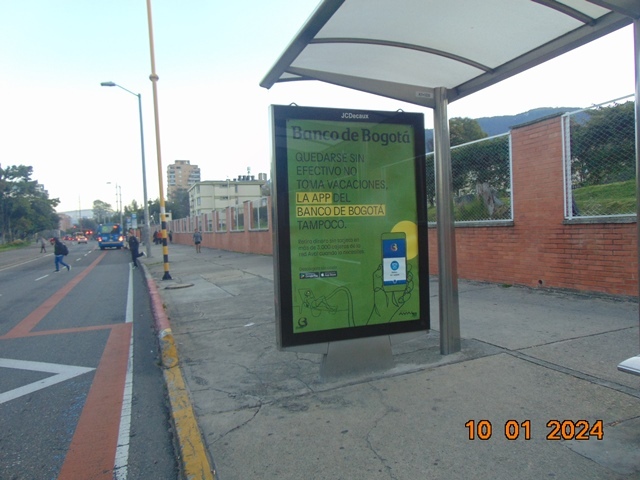 JCDecaux
Banco de Bogotá
QUEDARSE SIN
EFECTIVO NO
TOMA VACACIONES,
LA APP DEL
BANCO DE BOGOTÁ
TAMPOCO.
10 01 2024